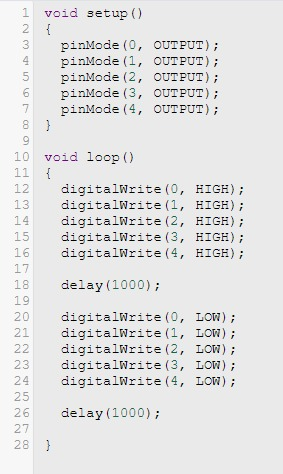 1 void setup()
2 {
3 pinMode(0, OUTPUT);
4 pinMode(1, OUTPUT);
5 pinMode(2, OUTPUT);
6 pinMode(3, OUTPUT);
7 pinMode(4, OUTPUT);
8 }
9
10 void loop()
11 {
12 digitalWrite(0, HIGH);
13 digitalWrite(1, HIGH);
14 digitalWrite(2, HIGH);
15 digitalWrite(3, HIGH);
16 digitalWrite(4, HIGH);
17
18 delay(1000);
19
20 digitalWrite(0, LOW);
21 digitalWrite(1, LOW);
22 digitalWrite(2, LOW);
23 digitalWrite(3, LOW);
24 digitalWrite(4, LOW);
25
26 delay(1000);
27
28 }